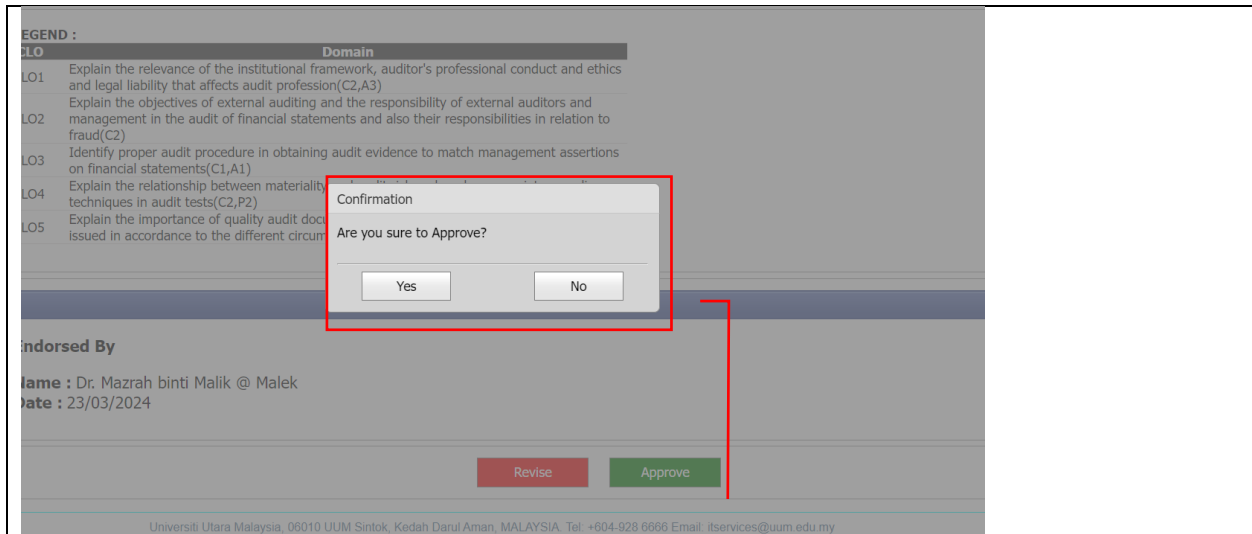 EGEND :
CLO Domain
LO1 Explain the relevance of the institutional framework, auditor's professional conduct and ethics
and legal liability that affects audit profession(C2,A3)
Explain the objectives of external auditing and the responsibility of external auditors and
LO2 management in the audit of financial statements and also their responsibilities in relation to
fraud(C2)
LO3 Identify proper audit procedure in obtaining audit evidence to match management assertions
on financial statements(C1,A1)
LO4 Explain the relationship between materiality
techniques in audit tests(C2,P2)
LO5 Explain the importance of quality audit docu
issued in accordance to the different circum
Confirmation
Are you sure to Approve?
Yes No
Endorsed By
Name : Dr. Mazrah binti Malik @ Malek
Date : 23/03/2024
Revise Approve
Universiti Utara Malaysia, 06010 UUM Sintok, Kedah Darul Aman, MALAYSIA. Tel: +604-928 6666 Email: itservices@uum.edu.my